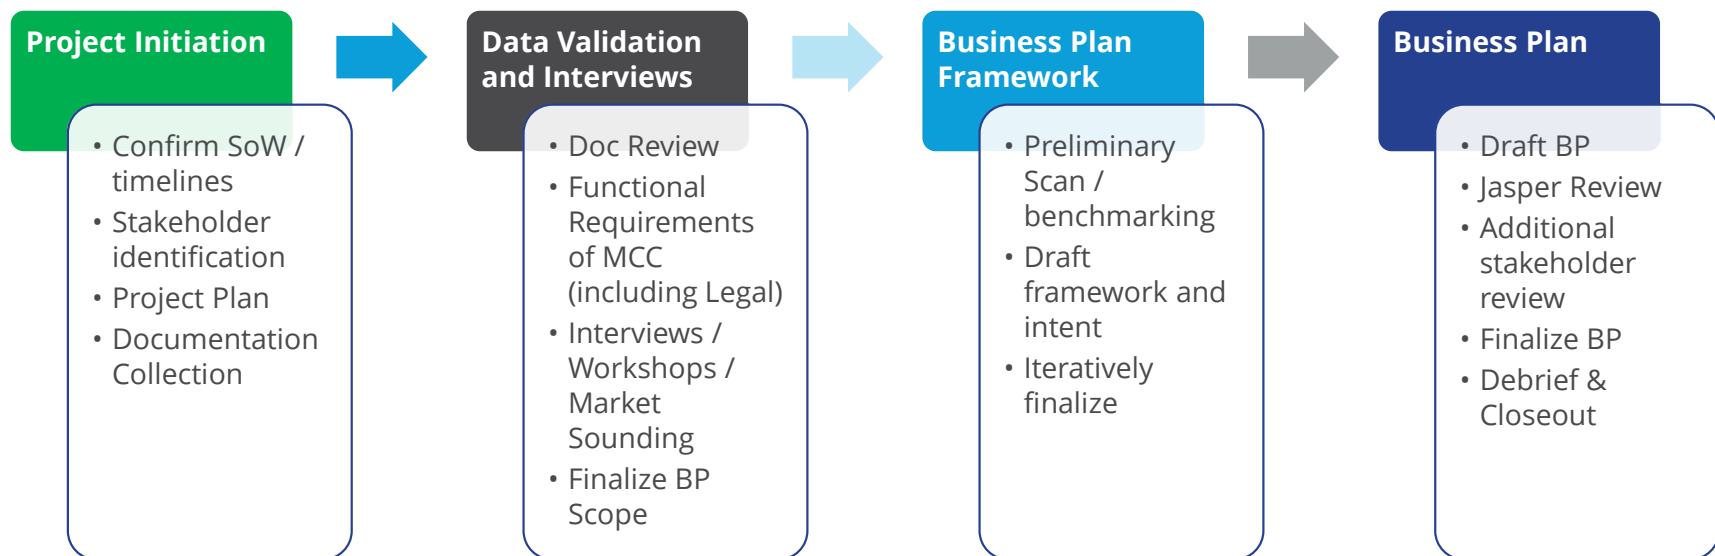 Project Initiation
• Confirm SoW /
timelines
• Stakeholder
identification
• Project Plan
• Documentation
Collection
Data Validation
and Interviews
• Doc Review
• Functional
Requirements
of MCC
(including Legal)
• Interviews /
Workshops /
Market
Sounding
• Finalize BP
Scope
Business Plan
Framework
• Preliminary
Scan /
benchmarking
• Draft
framework and
intent
• Iteratively
finalize
Business Plan
• Draft BP
• Jasper Review
• Additional
stakeholder
review
• Finalize BP
• Debrief &
Closeout